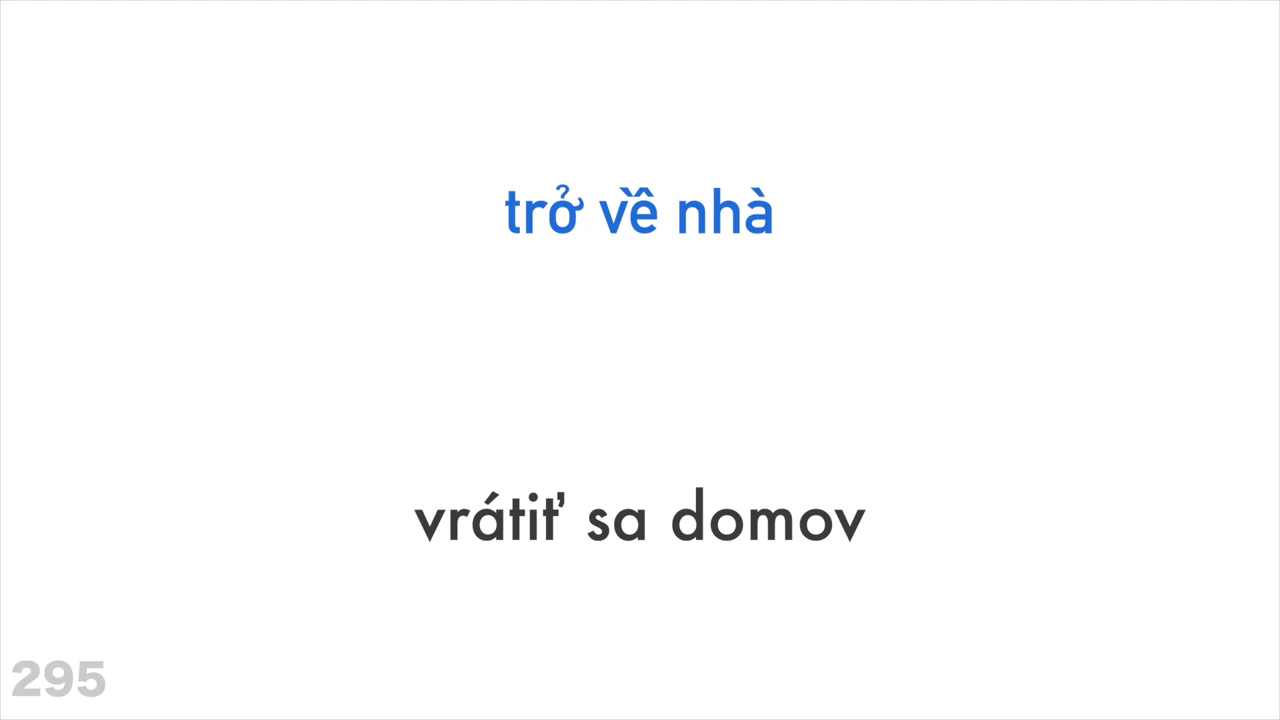 trở về nhà
vrátiť sa domov
295